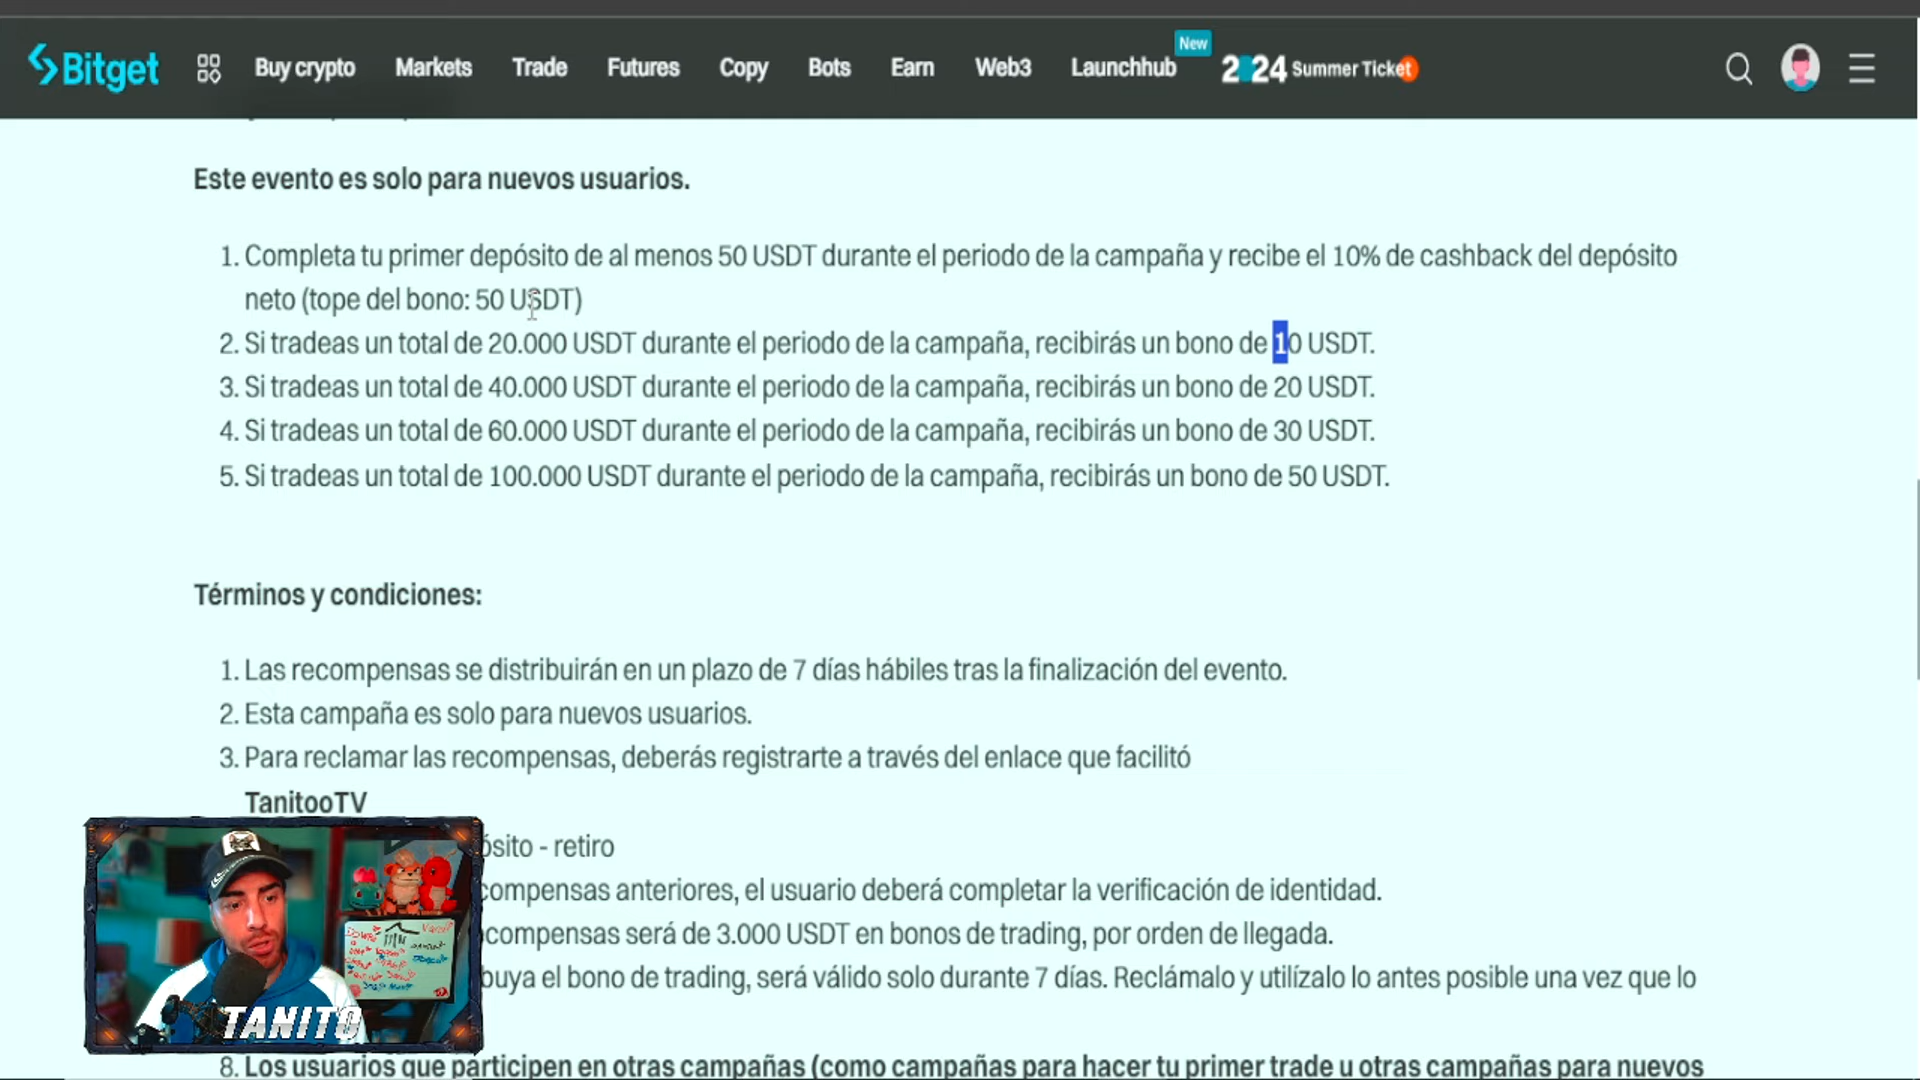 Bitget
Buy crypto
Markets
Trade
Futures
Copy
Bots
Earn
Web3
Launchhub
New
2024 Summer Ticket
Este evento es solo para nuevos usuarios.
1. Completa tu primer depósito de al menos 50 USDT durante el periodo de la campaña y recibe el 10% de cashback del depósito
neto (tope del bono: 50 USDT)
2. Si tradeas un total de 20.000 USDT durante el periodo de la campaña, recibirás un bono de 10 USDT.
3. Si tradeas un total de 40.000 USDT durante el periodo de la campaña, recibirás un bono de 20 USDT.
4. Si tradeas un total de 60.000 USDT durante el periodo de la campaña, recibirás un bono de 30 USDT.
5. Si tradeas un total de 100.000 USDT durante el periodo de la campaña, recibirás un bono de 50 USDT.
Términos y condiciones:
1. Las recompensas se distribuirán en un plazo de 7 días hábiles tras la finalización del evento.
2. Esta campaña es solo para nuevos usuarios.
3. Para reclamar las recompensas, deberás registrarte a través del enlace que facilitó
TanitooTV
ósito - retiro
compensas anteriores, el usuario deberá completar la verificación de identidad.
compensas será de 3.000 USDT en bonos de trading, por orden de llegada.
buya el bono de trading, será válido solo durante 7 días. Reclámalo y utilízalo lo antes posible una vez que lo
TANITO
8. Los usuarios que participen en otras campañas (como campañas para hacer tu primer trade u otras campañas para nuevos